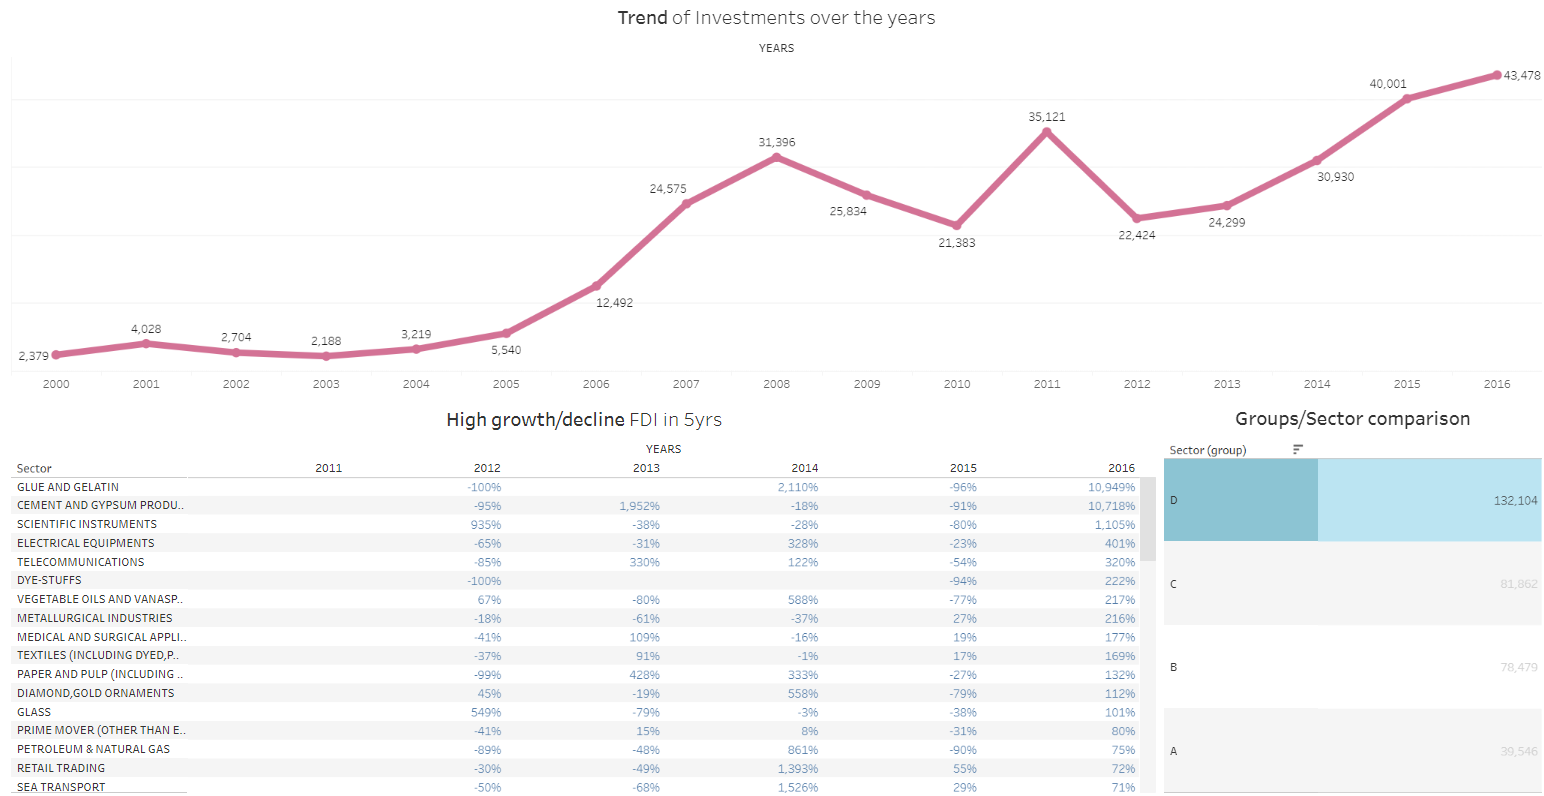 Trend of Investments over the years
YEARS
43,478
40,001
35,121
31,396
30,930
24,575
25,834
24,299
22,424
21,383
12,492
4,028
2,704
2,188
3,219
5,540
2,379
2000 2001 2002 2003 2004 2005 2006 2007 2008 2009 2010 2011 2012 2013 2014 2015 2016
High growth/decline FDI in 5yrs
YEARS
Sector 2011 2012 2013 2014 2015 2016
GLUE AND GELATIN -100% 2,110% -96% 10,949%
CEMENT AND GYPSUM PRODU.. -95% 1,952% -18% -91% 10,718%
SCIENTIFIC INSTRUMENTS 935% -38% -28% -80% 1,105%
ELECTRICAL EQUIPMENTS -65% -31% 328% -23% 401%
TELECOMMUNICATIONS -85% 330% 122% -54% 320%
DYE-STUFFS -100% -94% 222%
VEGETABLE OILS AND VANASP.. 67% -80% 588% -77% 217%
METALLURGICAL INDUSTRIES -18% -61% -37% 27% 216%
MEDICAL AND SURGICAL APPLI.. -41% 109% -16% 19% 177%
TEXTILES (INCLUDING DYED,P.. -37% 91% -1% 17% 169%
PAPER AND PULP (INCLUDING .. -99% 428% 333% -27% 132%
DIAMOND,GOLD ORNAMENTS 45% -19% 558% -79% 112%
GLASS 549% -79% -3% -38% 101%
PRIME MOVER (OTHER THAN E.. -41% 15% 8% -31% 80%
PETROLEUM & NATURAL GAS -89% -48% 861% -90% 75%
RETAIL TRADING -30% -49% 1,393% 55% 72%
SEA TRANSPORT -50% -68% 1,526% 29% 71%
Groups/Sector comparison
Sector (group)
D 132,104
C 81,862
B 78,479
A 39,546